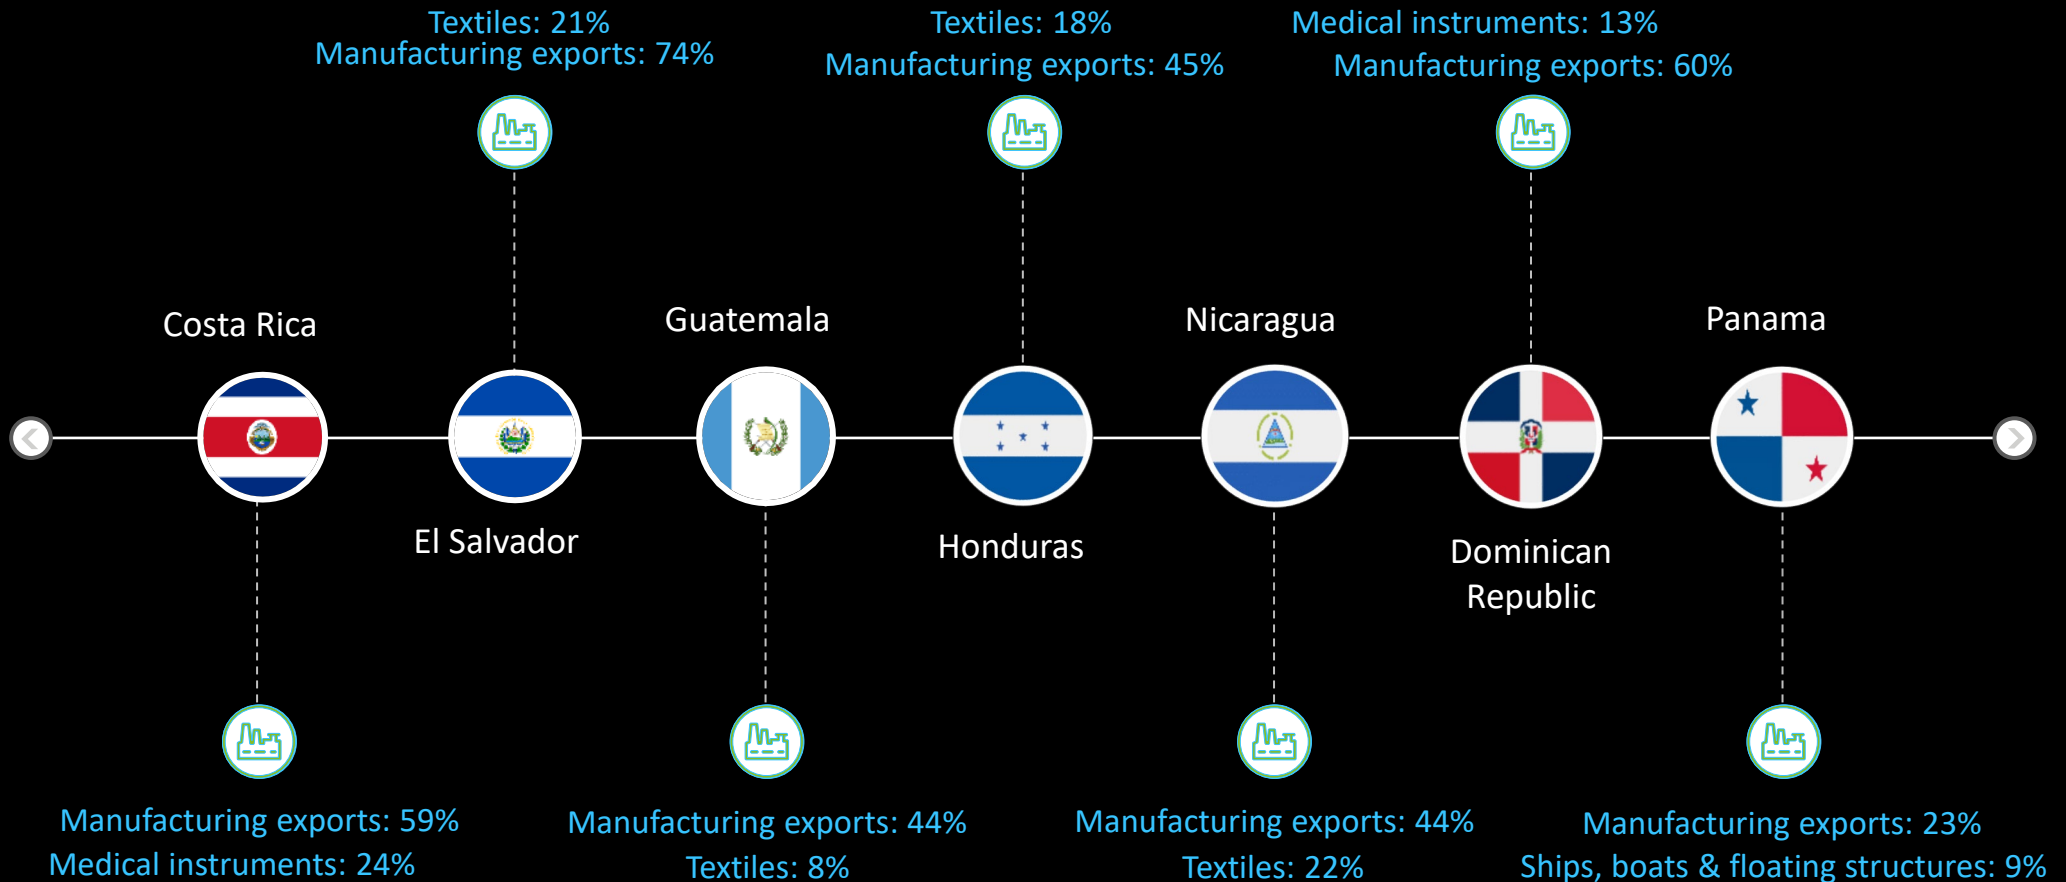 Textiles: 21%
Manufacturing exports: 74%
Textiles: 18%
Manufacturing exports: 45%
Medical instruments: 13%
Manufacturing exports: 60%
Costa Rica
Guatemala
Nicaragua
Panama
El Salvador
Honduras
Dominican
Republic
Manufacturing exports: 59%
Medical instruments: 24%
Manufacturing exports: 44%
Textiles: 8%
Manufacturing exports: 44%
Textiles: 22%
Manufacturing exports: 23%
Ships, boats & floating structures: 9%